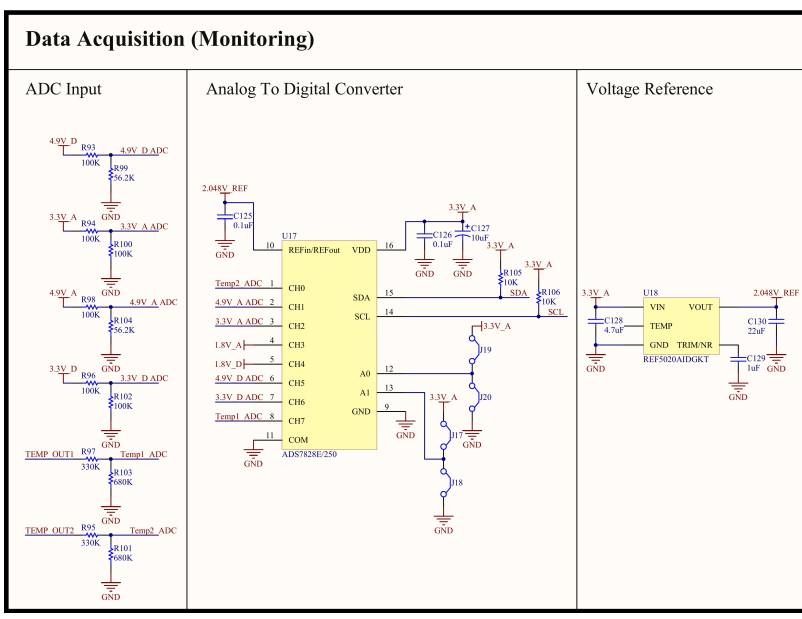 Data Acquisition (Monitoring)
ADC Input
4.9V_D
R93
4.9V_D ADC
100K
R99
56.2K
GND
3.3V_A
R94
3.3V_A ADC
100K
R100
100K
GND
4.9V_A
R98
4.9V_A ADC
100K
R104
56.2K
GND
3.3V_D
R96
3.3V_D ADC
100K
R102
100K
GND
TEMP_OUT1
R97
Temp1_ADC
330K
R103
680K
GND
TEMP_OUT2
R95
Temp2_ADC
330K
R101
680K
GND
Analog To Digital Converter
2.048V_REF
C125
0.1uF
GND
U17
10 REFin/REFout VDD 16
Temp2_ADC 1 CH0
4.9V_A ADC 2 CH1
3.3V_A ADC 3 CH2
1.8V_A 4 CH3
1.8V_D 5 CH4
4.9V_D ADC 6 CH5
3.3V_D ADC 7 CH6
Temp1_ADC 8 CH7
11 COM
GND
SDA 15
SCL 14
A0 12
A1 13
GND 9
GND
ADS7828E/250
3.3V_A
C126
0.1uF
C127
10uF
GND
GND
3.3V_A
R105
10K
SDA
3.3V_A
R106
10K
SCL
3.3V_A
J19
J20
GND
3.3V_A
J17
J18
GND
Voltage Reference
3.3V_A
C128
4.7uF
GND
U18
VIN VOUT
TEMP
GND TRIM/NR
REF5020AIDGKT
2.048V_REF
C130
22uF
GND
C129
1uF
GND